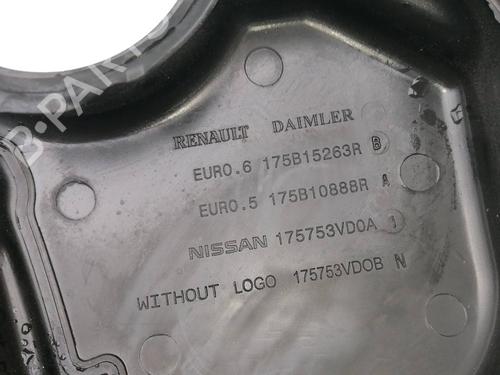 B-PARTS
RENAULT DAIMLER
EURO.6 175B15263R B
EURO.5 175B10888R A
NISSAN 175753VD0A 1
WITHOUT LOGO 175753VD0B N